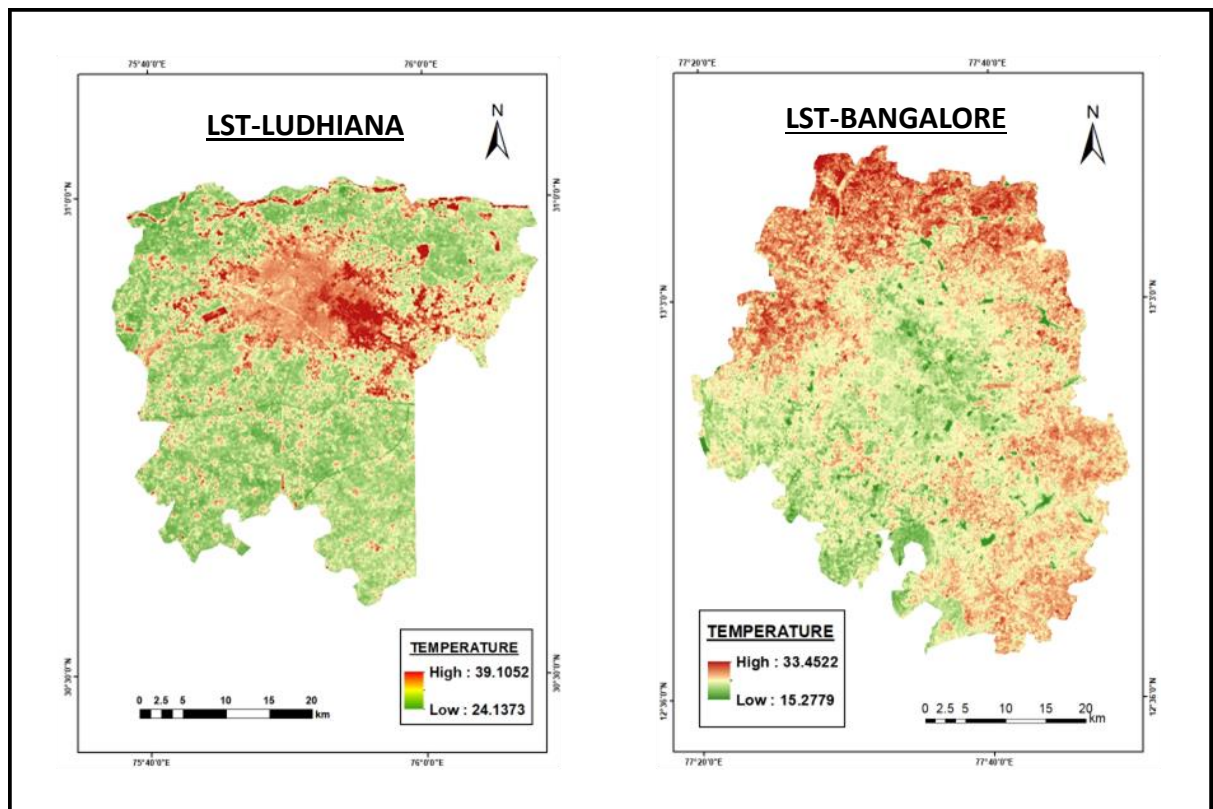 75°40'0"E
76°0'0"E
LST-LUDHIANA
N
31°0'0"N
31°0'0"N
30°30'0"N
30°30'0"N
TEMPERATURE
High : 39.1052
Low : 24.1373
0 2.5 5 10 15 20
km
75°40'0"E
76°0'0"E
77°20'0"E
77°40'0"E
LST-BANGALORE
N
13°3'0"N
13°3'0"N
12°36'0"N
12°36'0"N
TEMPERATURE
High : 33.4522
Low : 15.2779
0 2.5 5 10 15 20
km
77°20'0"E
77°40'0"E